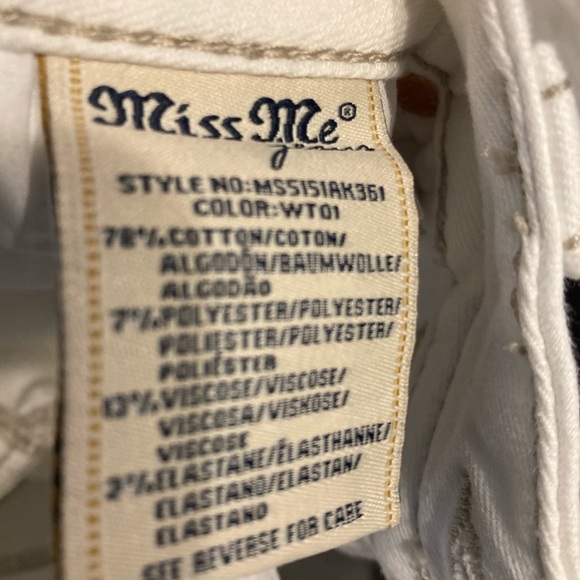 Miss Me®
jeans
STYLE NO:MS5151AK361
COLOR:WT01
78%COTTON/COTON/
ALGODÓN/BAUMWOLLE/
ALGODÃO
7%POLYESTER/POLYESTER/
POLIESTER/POLYESTER/
POLIÉSTER
13%VISCOSE/VISCOSE/
VISCOSA/VISKOSE/
VISCOSE
2%ELASTANE/ÉLASTHANNE/
ELASTANO/ELASTAN/
ELASTANO
SEE REVERSE FOR CARE